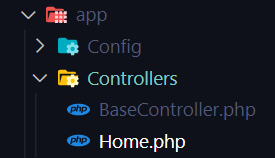 app
Config
Controllers
BaseController.php
Home.php